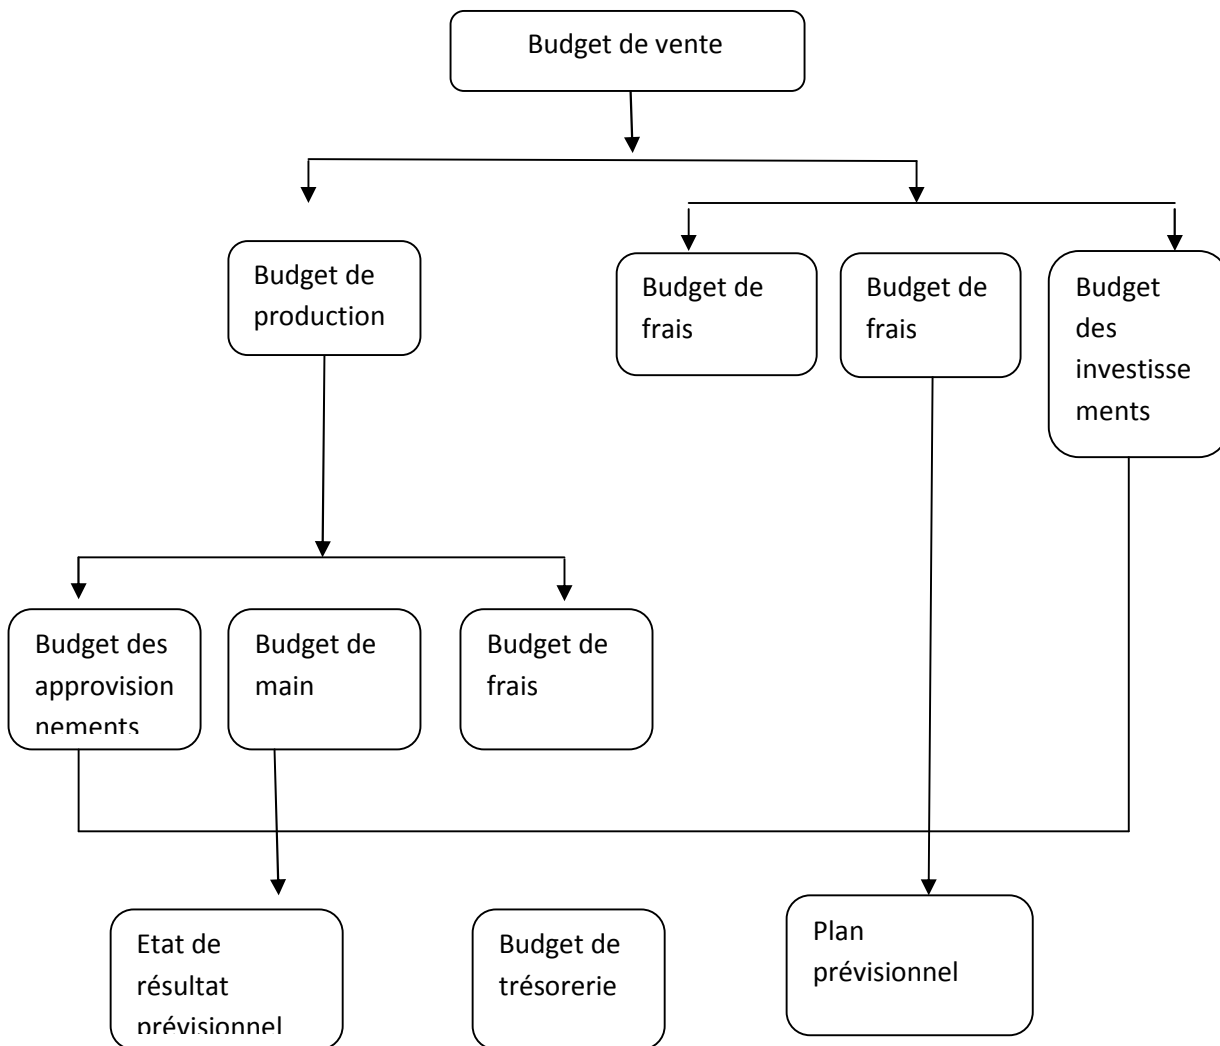 Budget de vente
Budget de
production
Budget de
frais
Budget de
frais
Budget
des
investisse
ments
Budget des
approvision
nements
Budget de
main
Budget de
frais
Etat de
résultat
prévisionnel
Budget de
trésorerie
Plan
prévisionnel